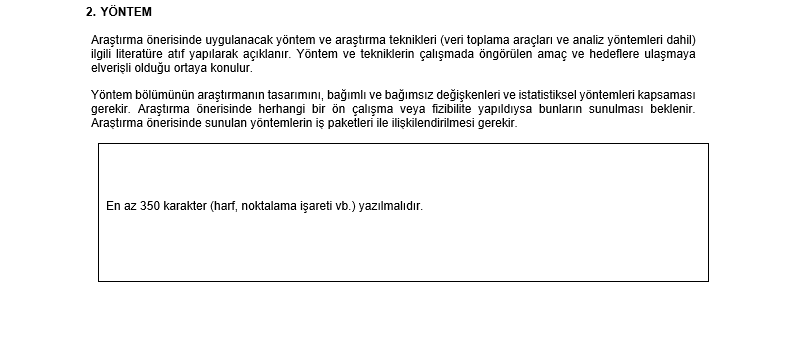 2. YÖNTEM
Araştırma önerisinde uygulanacak yöntem ve araştırma teknikleri (veri toplama araçları ve analiz yöntemleri dahil)
ilgili literatüre atıf yapılarak açıklanır. Yöntem ve tekniklerin çalışmada öngörülen amaç ve hedeflere ulaşmaya
elverişli olduğu ortaya konulur.
Yöntem bölümünün araştırmanın tasarımını, bağımlı ve bağımsız değişkenleri ve istatistiksel yöntemleri kapsaması
gerekir. Araştırma önerisinde herhangi bir ön çalışma veya fizibilite yapıldıysa bunların sunulması beklenir.
Araştırma önerisinde sunulan yöntemlerin iş paketleri ile ilişkilendirilmesi gerekir.
En az 350 karakter (harf, noktalama işareti vb.) yazılmalıdır.